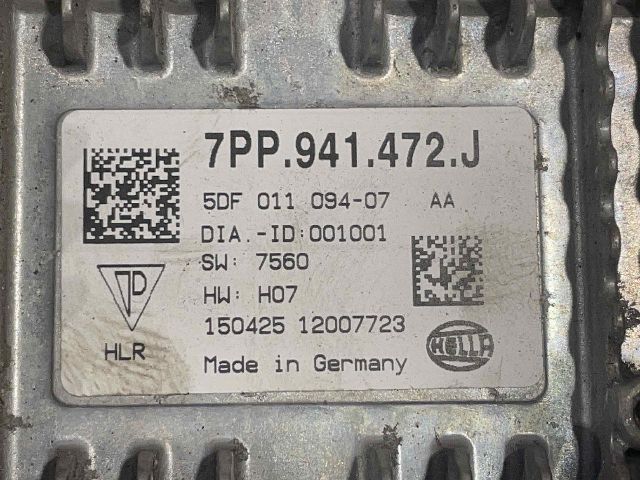 7PP.941.472.J
5DF 011 094-07 AA
DIA.-ID:001001
SW: 7560
HW: H07
150425 12007723
HLR
Made in Germany
HELLA